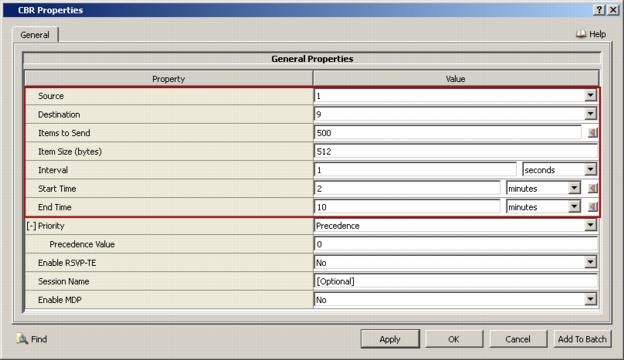 CBR Properties
General
Help
General Properties
Property Value
Source 1
Destination 9
Items to Send 500
Item Size (bytes) 512
Interval 1 seconds
Start Time 2 minutes
End Time 10 minutes
[-] Priority Precedence
Precedence Value 0
Enable RSVP-TE No
Session Name [Optional]
Enable MDP No
Find Apply OK Cancel Add To Batch